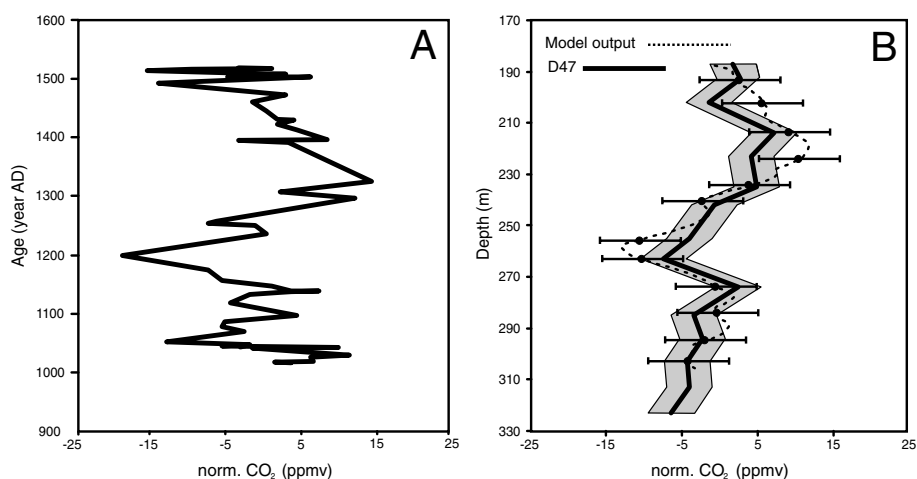 A
1600
1500
1400
1300
1200
1100
1000
900
Age (year AD)
-25 -15 -5 5 15 25
norm. CO₂ (ppmv)
B
Model output
D47
170
190
210
230
250
270
290
310
330
Depth (m)
-25 -15 -5 5 15 25
norm. CO₂ (ppmv)